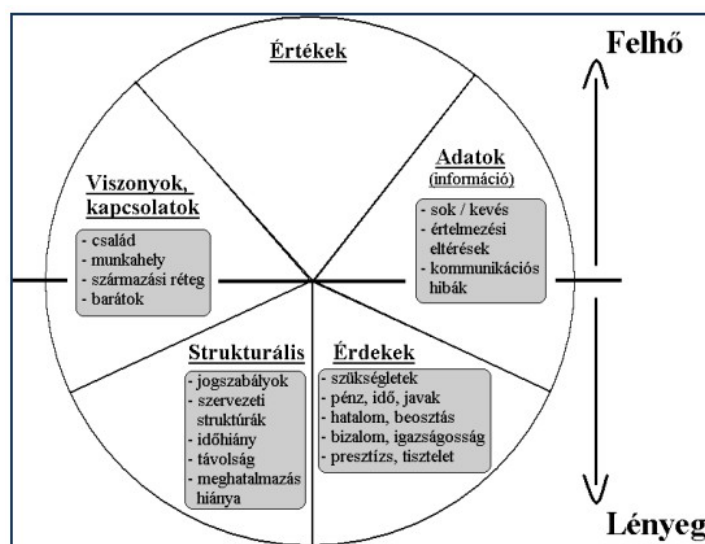 Értékek
Felhő
Adatok
(információ)
- sok / kevés
- értelmezési
eltérések
- kommunikációs
hibák
Viszonyok,
kapcsolatok
- család
- munkahely
- származási réteg
- barátok
Strukturális
- jogszabályok
- szervezeti
struktúrák
- időhiány
- távolság
- meghatalmazás
hiánya
Érdekek
- szükségletek
- pénz, idő, javak
- hatalom, beosztás
- bizalom, igazságosság
- presztízs, tisztelet
Lényeg